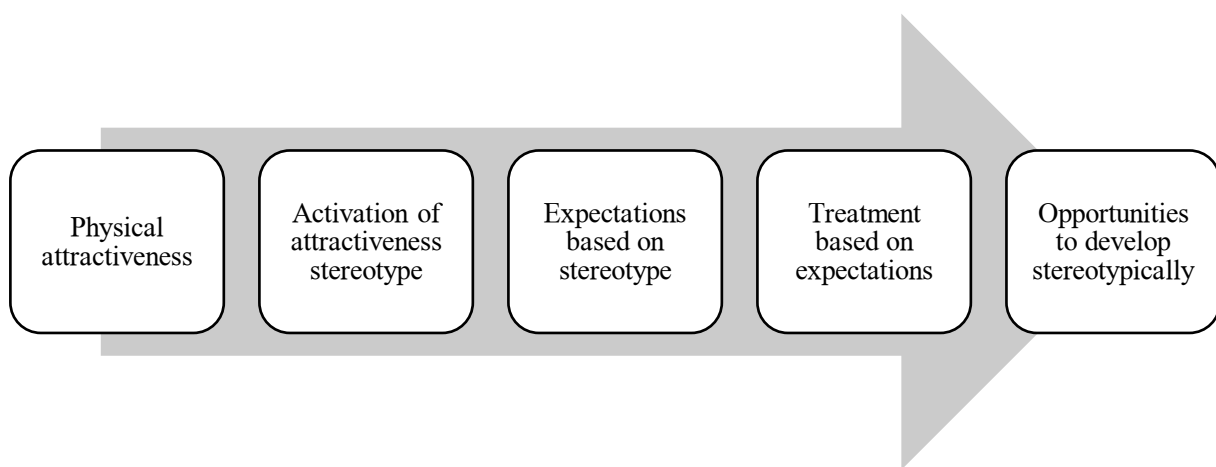 Physical
attractiveness
Activation of
attractiveness
stereotype
Expectations
based on
stereotype
Treatment
based on
expectations
Opportunities
to develop
stereotypically